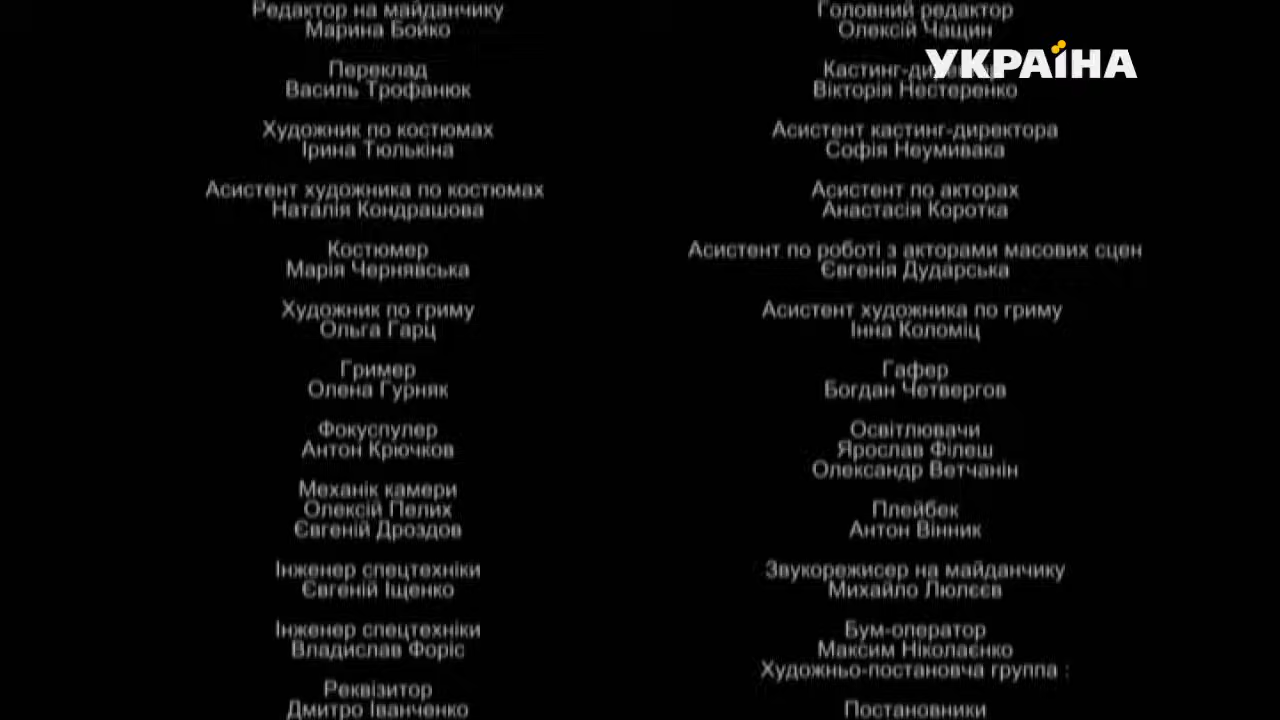 Редактор на майданчику
Марина Бойко
Переклад
Василь Трофанюк
Художник по костюмах
Ірина Тюлькіна
Асистент художника по костюмах
Наталія Кондрашова
Костюмер
Марія Чернявська
Художник по гриму
Ольга Гарц
Гример
Олена Гурняк
Фокуспулер
Антон Крючков
Механік камери
Олексій Пелих
Євгеній Дроздов
Інженер спецтехніки
Євгеній Іщенко
Інженер спецтехніки
Владислав Форіс
Реквізитор
Дмитро Іванченко
Головний редактор
Олексій Чащин
УКРАЇНА
Кастинг-ди
Вікторія Нестеренко
Асистент кастинг-директора
Софія Неумивака
Асистент по акторах
Анастасія Коротка
Асистент по роботі з акторами масових сцен
Євгенія Дударська
Асистент художника по гриму
Інна Коломіц
Гафер
Богдан Четвергов
Освітлювачи
Ярослав Філеш
Олександр Ветчанін
Плейбек
Антон Вінник
Звукорежисер на майданчику
Михайло Люлєєв
Бум-оператор
Максим Ніколаєнко
Художньо-постановча группа :
Постановники